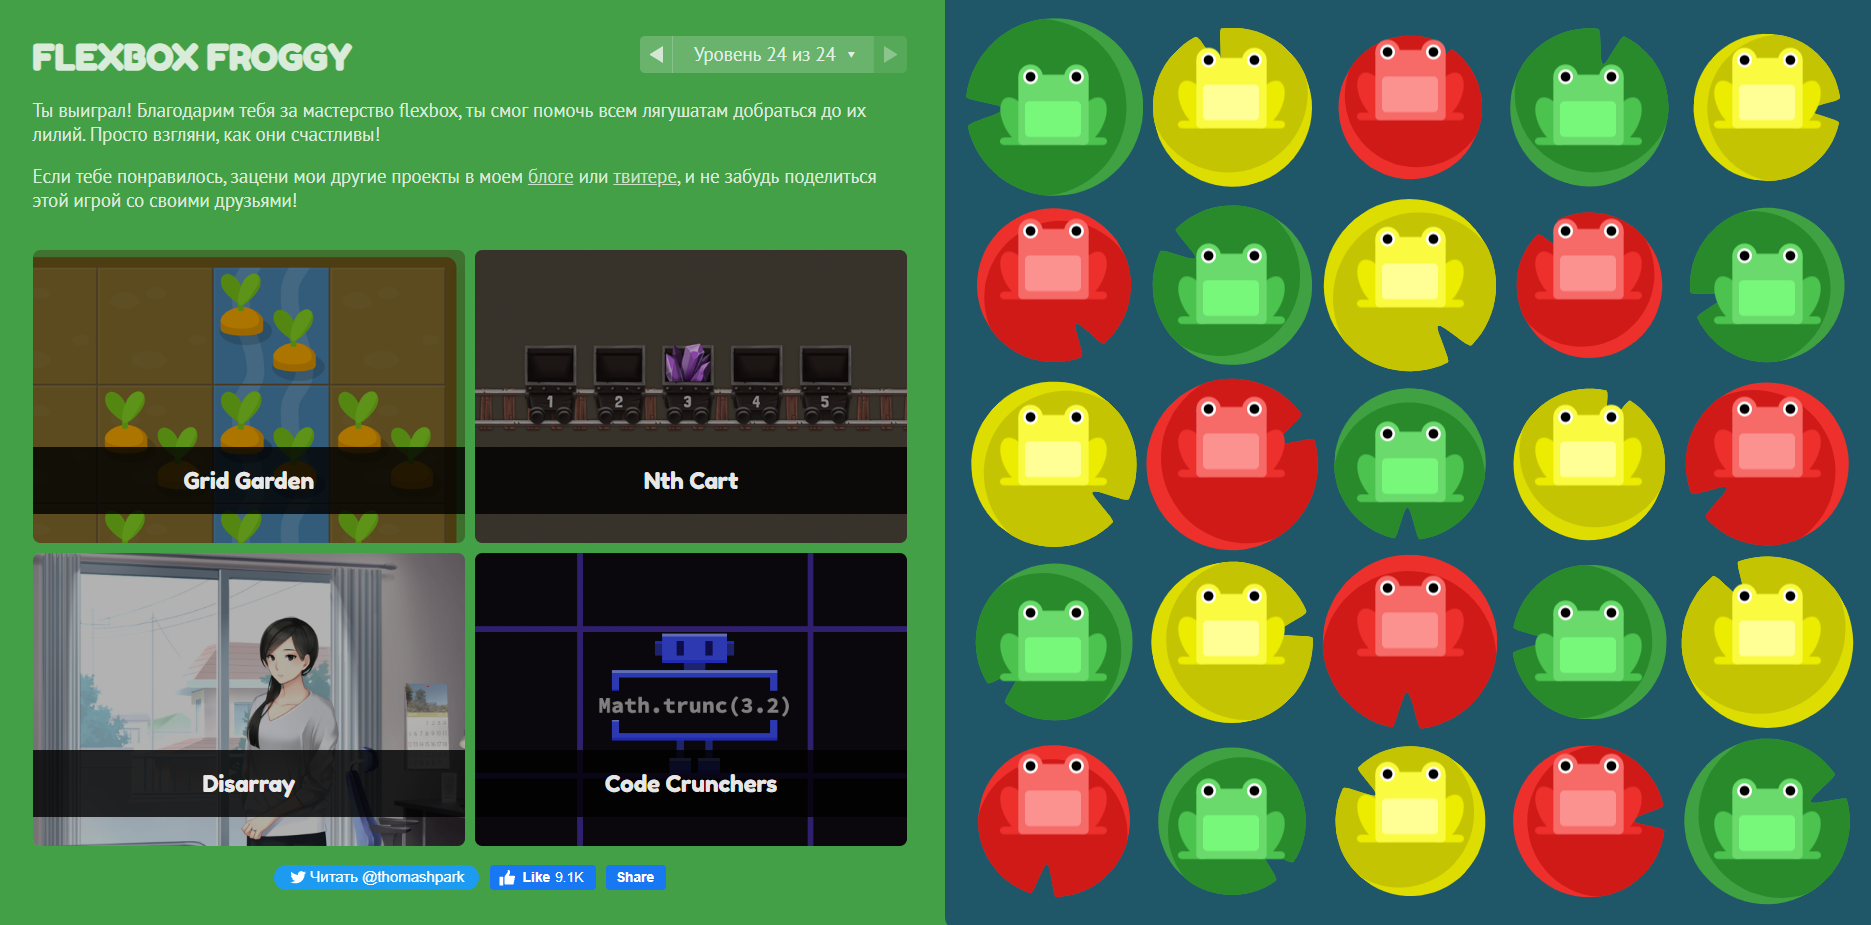 FLEXBOX FROGGY
Уровень 24 из 24
Ты выиграл! Благодарим тебя за мастерство flexbox, ты смог помочь всем лягушатам добраться до их
лилий. Просто взгляни, как они счастливы!
Если тебе понравилось, зацени мои другие проекты в моем блоге или твитере, и не забудь поделиться
этой игрой со своими друзьями!
Grid Garden
1 2 3 4 5
Nth Cart
Disarray
Math.trunc(3.2)
Code Crunchers
Читать @thomashpark
Like 9.1K
Share